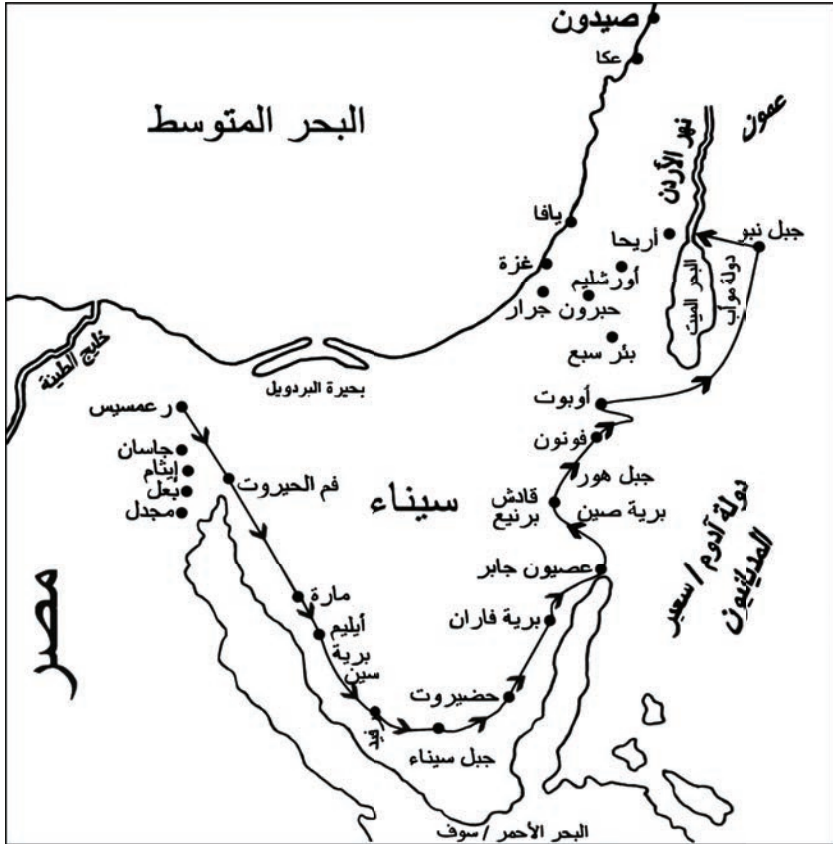 صيدون
عكا
البحر المتوسط
عمون
نهر الأردن
يافا
أريحا
جبل نبو
غزة
أورشليم
البحر الميت
دولة موآب
حبرون
جرار
خليج الطينة
بئر سبع
بحيرة البردويل
رعمسيس
أوبوت
فونون
جاسان
إيثام
فم الحيروت
بعل
جبل هور
سيناء
قادش
برنيع
برية صين
مجدل
دولة آدوم / سعير
المديانيون
عصيون جابر
مصر
مارة
أيليم
برية فاران
برية
سين
حضيروت
جبل سيناء
البحر الأحمر / سوف